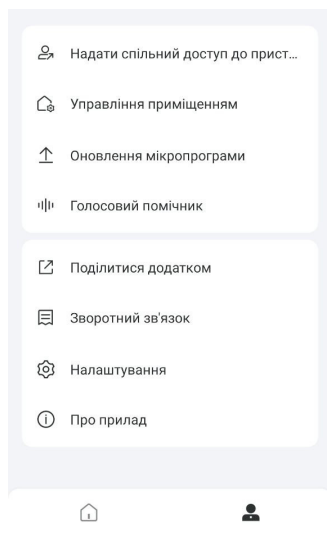 Надати спільний доступ до прист...
Управління приміщенням
Оновлення мікропрограми
Голосовий помічник
Поділитися додатком
Зворотний зв'язок
Налаштування
Про прилад